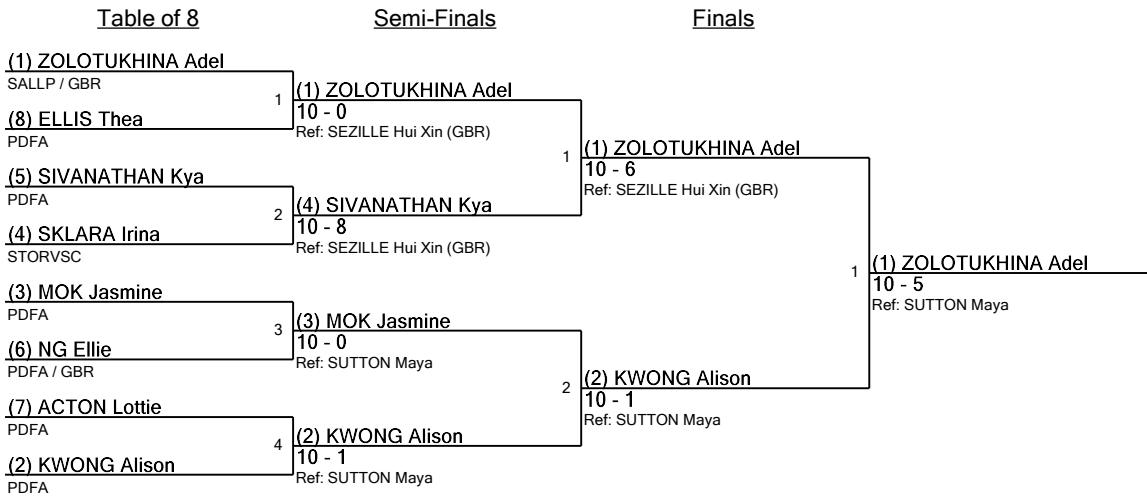 Table of 8
Semi-Finals
Finals
(1) ZOLOTUKHINA Adel
SALLP / GBR
(8) ELLIS Thea
PDFA
(5) SIVANATHAN Kya
PDFA
(4) SKLARA Irina
STORVSC
(3) MOK Jasmine
PDFA
(6) NG Ellie
PDFA / GBR
(7) ACTON Lottie
PDFA
(2) KWONG Alison
PDFA
1
(1) ZOLOTUKHINA Adel
10 - 0
Ref: SEZILLE Hui Xin (GBR)
2
(4) SIVANATHAN Kya
10 - 8
Ref: SEZILLE Hui Xin (GBR)
3
(3) MOK Jasmine
10 - 0
Ref: SUTTON Maya
4
(2) KWONG Alison
10 - 1
Ref: SUTTON Maya
1
(1) ZOLOTUKHINA Adel
10 - 6
Ref: SEZILLE Hui Xin (GBR)
2
(2) KWONG Alison
10 - 1
Ref: SUTTON Maya
1
(1) ZOLOTUKHINA Adel
10 - 5
Ref: SUTTON Maya